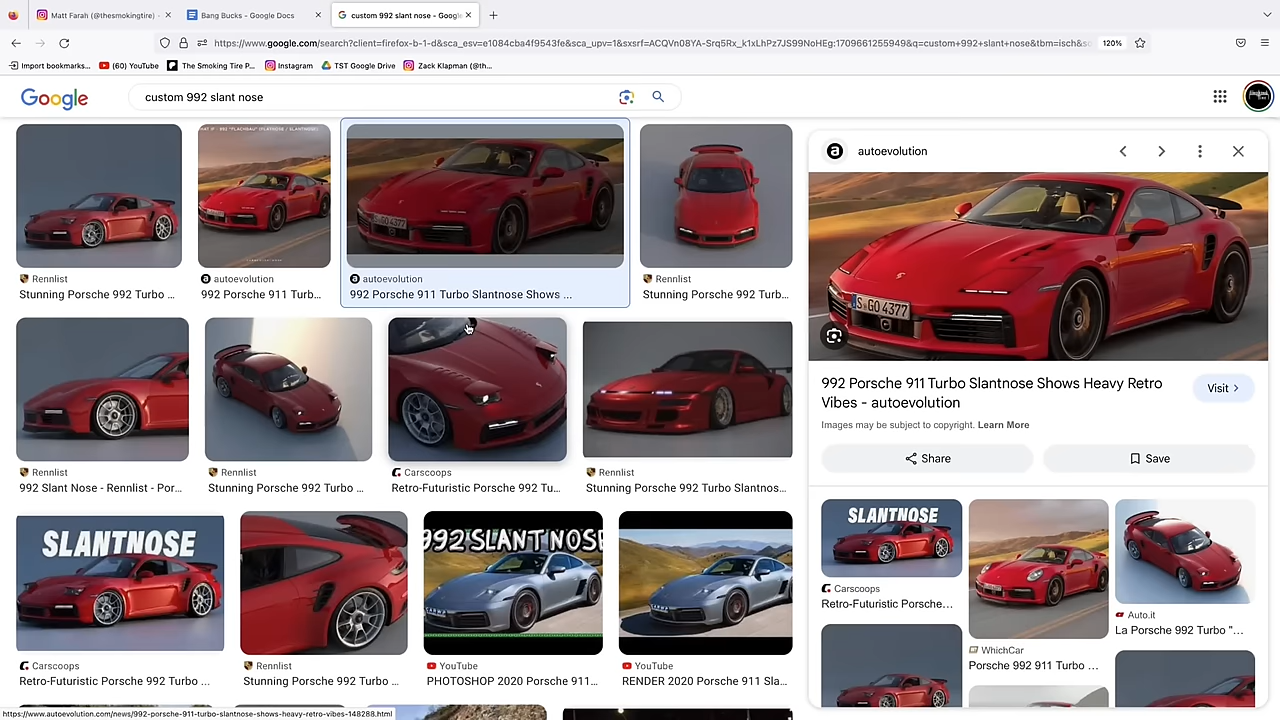 Matt Farah (@thesmokingtire)
Bang Bucks - Google Docs
custom 992 slant nose - Google
https://www.google.com/search?client=firefox-b-1-d&sca_esv=e1084cba4f9543fe&sca_upv=1&sxsrf=ACQVn08YA-Srq5Rx_k1xLhPz7JS99NoHEg:1709661255949&q=custom+992+slant+nose&tbm=isch&s
120%
Import bookmarks...
(60) YouTube
The Smoking Tire P...
Instagram
TST Google Drive
Zack Klapman (@th...
Google
custom 992 slant nose
autoevolution
S GO 4377
Rennlist
Stunning Porsche 992 Turbo ...
autoevolution
992 Porsche 911 Turb...
autoevolution
992 Porsche 911 Turbo Slantnose Shows ...
Rennlist
Stunning Porsche 992 Turb...
Rennlist
992 Slant Nose - Rennlist - Por...
Rennlist
Stunning Porsche 992 Turbo ...
Carscoops
Retro-Futuristic Porsche 992 Tu...
Rennlist
Stunning Porsche 992 Turbo Slantnos...
SLANTNOSE
Carscoops
Retro-Futuristic Porsche 992 Turbo ...
Rennlist
Stunning Porsche 992 Turbo ...
992 SLANT NOSE
YouTube
PHOTOSHOP 2020 Porsche 911...
YouTube
RENDER 2020 Porsche 911 Sla...
S GO 4377
992 Porsche 911 Turbo Slantnose Shows Heavy Retro
Vibes - autoevolution
Visit
Images may be subject to copyright. Learn More
Share
Save
SLANTNOSE
Carscoops
Retro-Futuristic Porsche...
WhichCar
Porsche 992 911 Turbo ...
Auto.it
La Porsche 992 Turbo "...
https://www.autoevolution.com/news/992-porsche-911-turbo-slantnose-shows-heavy-retro-vibes-148288.html